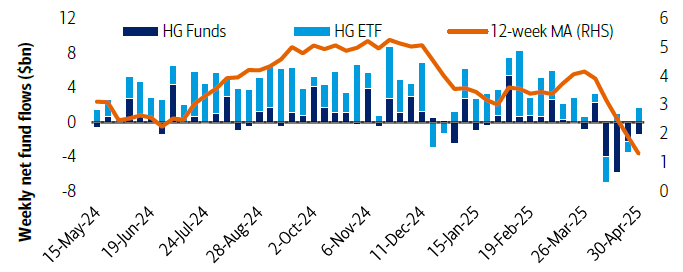 HG Funds HG ETF 12-week MA (RHS)
Weekly net fund flows ($bn)
12
8
4
0
-4
-8
6
5
4
3
2
1
0
15-May-24
19-Jun-24
24-Jul-24
28-Aug-24
2-Oct-24
6-Nov-24
11-Dec-24
15-Jan-25
19-Feb-25
26-Mar-25
30-Apr-25